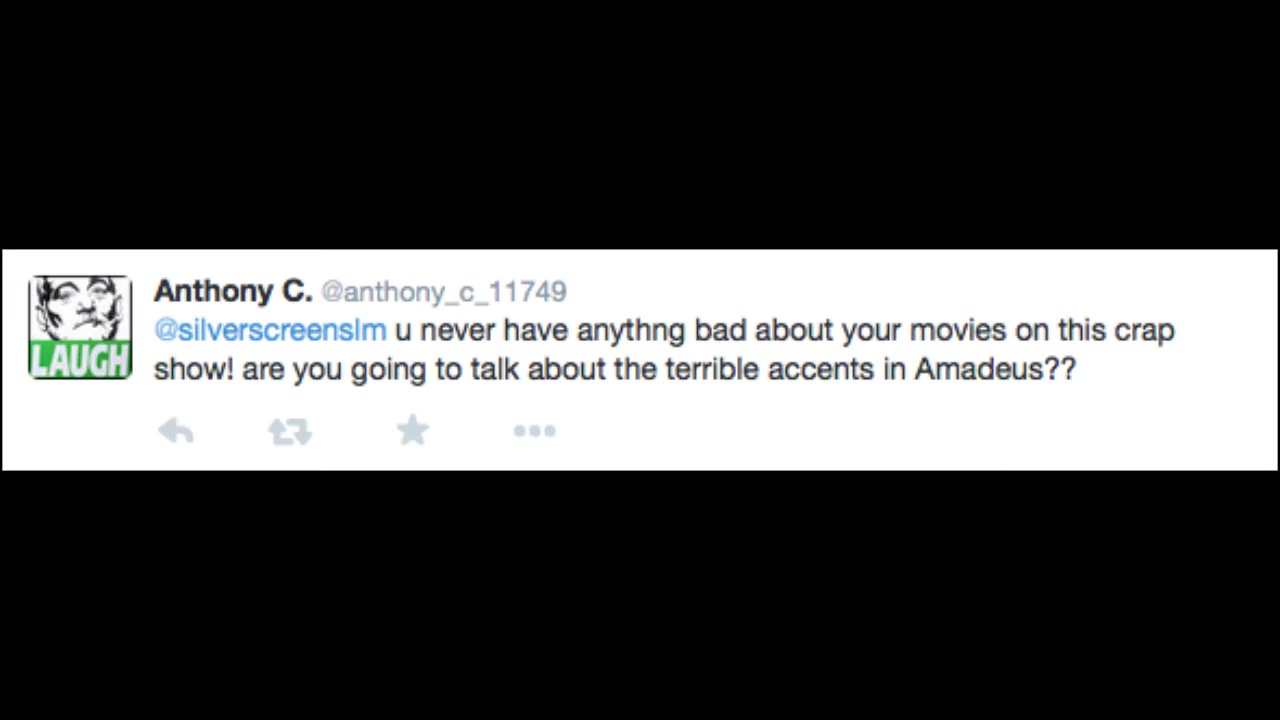 Anthony C. @anthony_c_11749
@silverscreenslm u never have anythng bad about your movies on this crap
show! are you going to talk about the terrible accents in Amadeus??
LAUGH